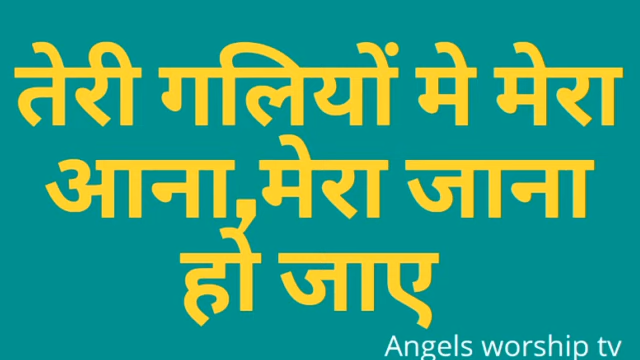 तेरी गलियों मे मेरा
आना,मेरा जाना
हो जाए
Angels worship tv